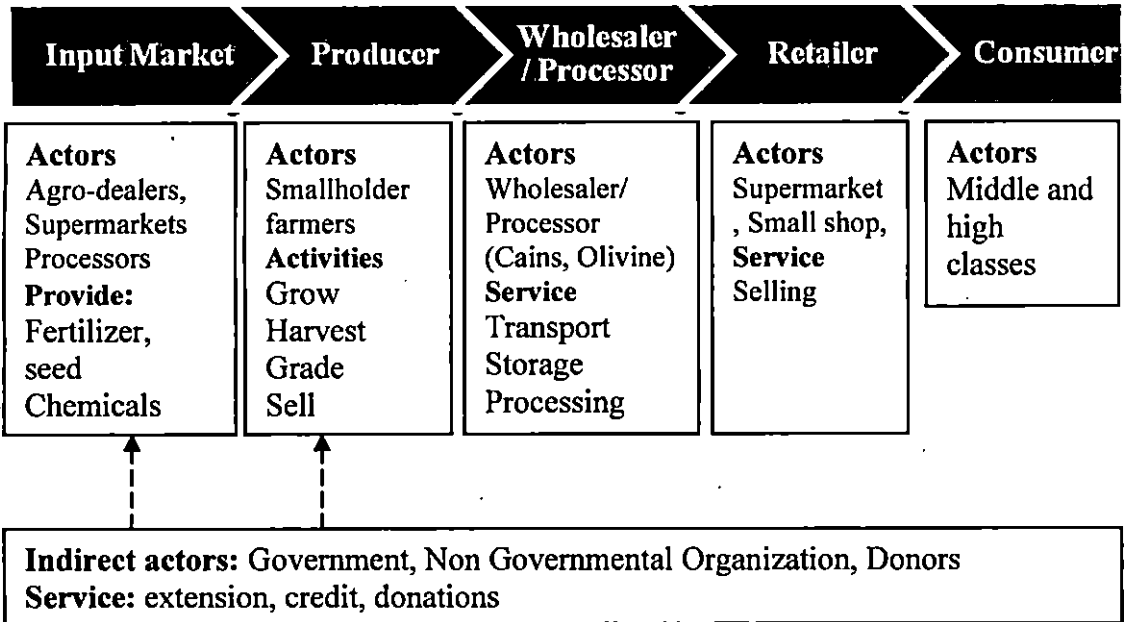 Input Market
Producer
Wholesaler
/ Processor
Retailer
Consumer
Actors
Agro-dealers,
Supermarkets
Processors
Provide:
Fertilizer,
seed
Chemicals
Actors
Smallholder
farmers
Activities
Grow
Harvest
Grade
Sell
Actors
Wholesaler/
Processor
(Cains, Olivine)
Service
Transport
Storage
Processing
Actors
Supermarket
, Small shop,
Service
Selling
Actors
Middle and
high
classes
Indirect actors: Government, Non Governmental Organization, Donors
Service: extension, credit, donations